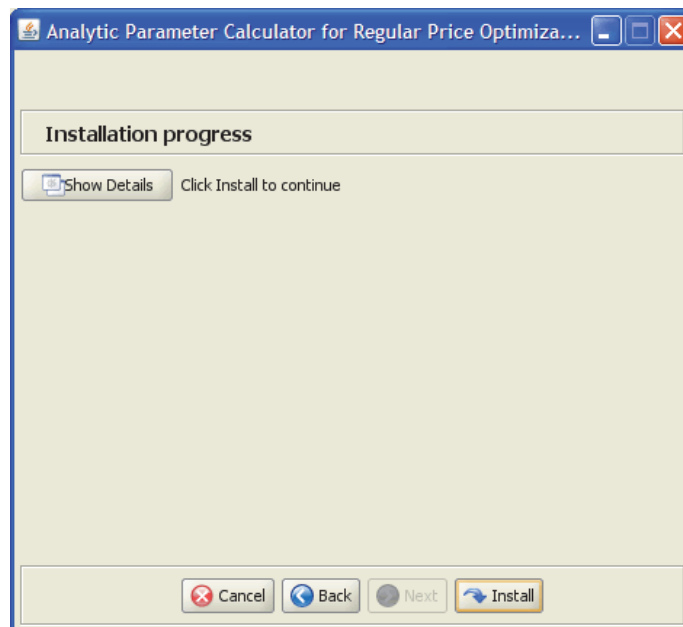 Analytic Parameter Calculator for Regular Price Optimiza...
Installation progress
Show Details Click Install to continue
Cancel Back Next Install